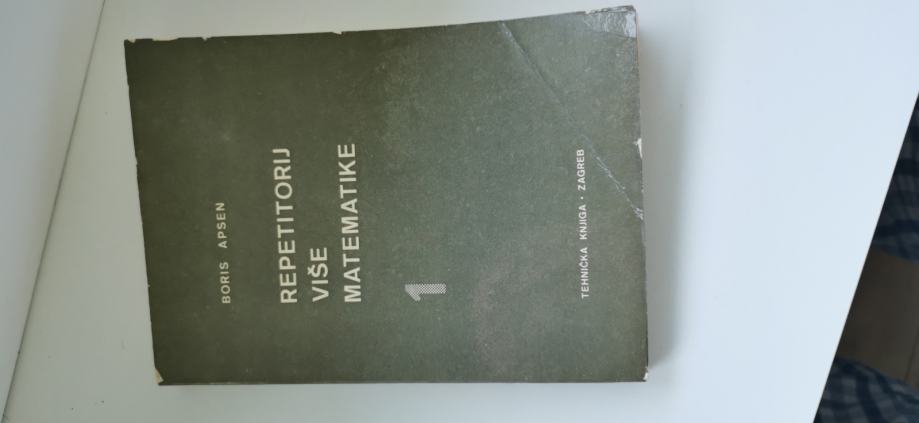 BORIS APSEN
REPETITORIJ
VIŠE
MATEMATIKE
1
TEHNIČKA KNJIGA · ZAGREB